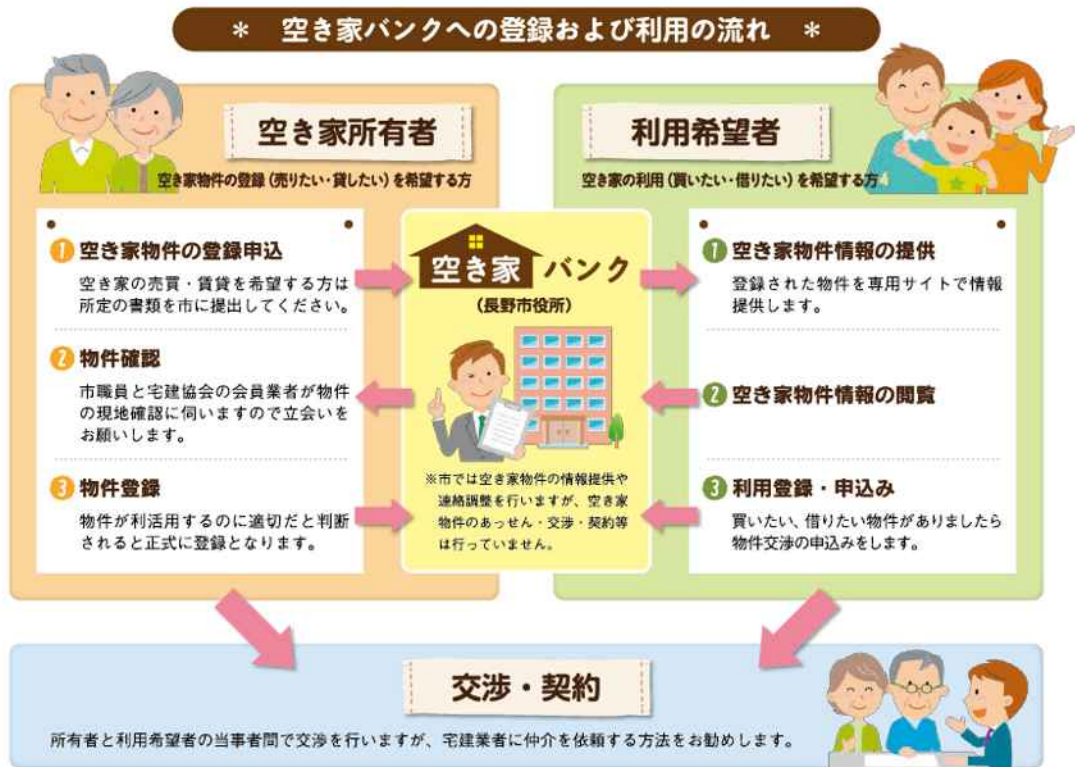 * 空き家バンクへの登録および利用の流れ *
空き家所有者
空き家物件の登録（売りたい・貸したい）を希望する方
① 空き家物件の登録申込
空き家の売買・賃貸を希望する方は
所定の書類を市に提出してください。
② 物件確認
市職員と宅建協会の会員業者が物件
の現地確認に伺いますので立会いを
お願いします。
③ 物件登録
物件が利活用するのに適切だと判断
されると正式に登録となります。
空き家バンク
（長野市役所）
※市では空き家物件の情報提供や
連絡調整を行いますが、空き家
物件のあっせん・交渉・契約等
は行っていません。
利用希望者
空き家の利用（買いたい・借りたい）を希望する方
① 空き家物件情報の提供
登録された物件を専用サイトで情報
提供します。
② 空き家物件情報の閲覧
③ 利用登録・申込み
買いたい、借りたい物件がありましたら
物件交渉の申込みをします。
交渉・契約
所有者と利用希望者の当事者間で交渉を行いますが、宅建業者に仲介を依頼する方法をお勧めします。